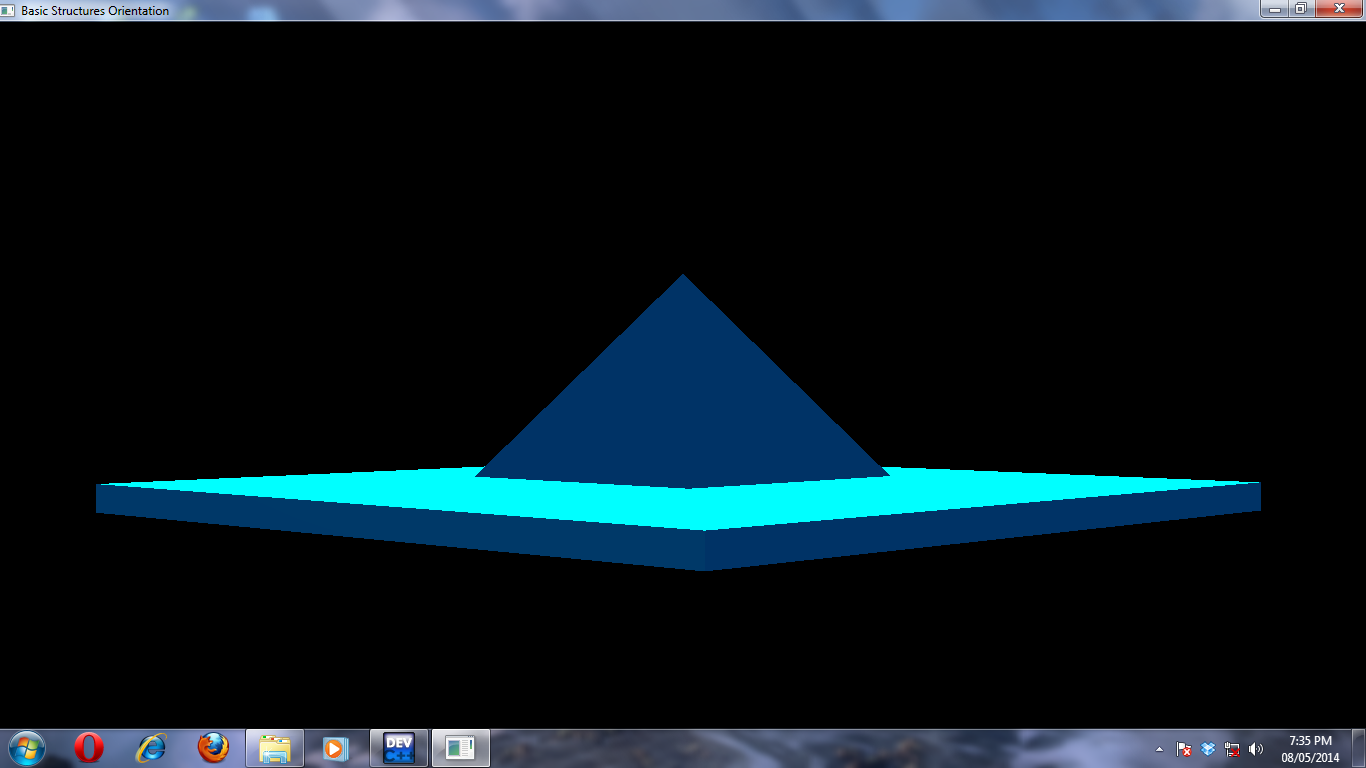 Basic Structures Orientation
DEV
C++
7:35 PM
08/05/2014